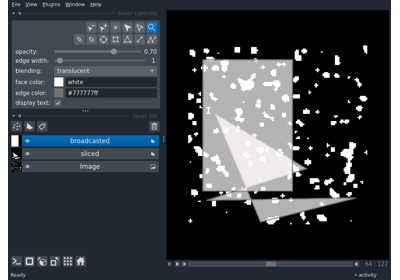 File View Plugins Window Help
layer controls
opacity: 0.70
edge width: 1
blending: translucent
face color: white
edge color: #777777ff
display text:
layer list
broadcasted
sliced
Image
64 127
Ready
activity